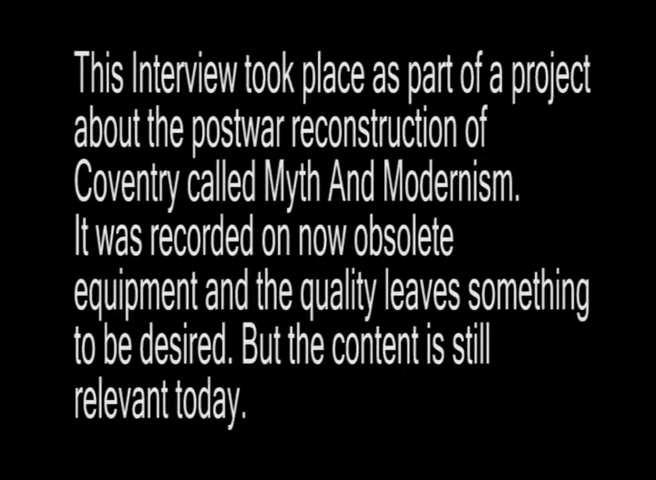 This Interview took place as part of a project
about the postwar reconstruction of
Coventry called Myth And Modernism.
It was recorded on now obsolete
equipment and the quality leaves something
to be desired. But the content is still
relevant today.